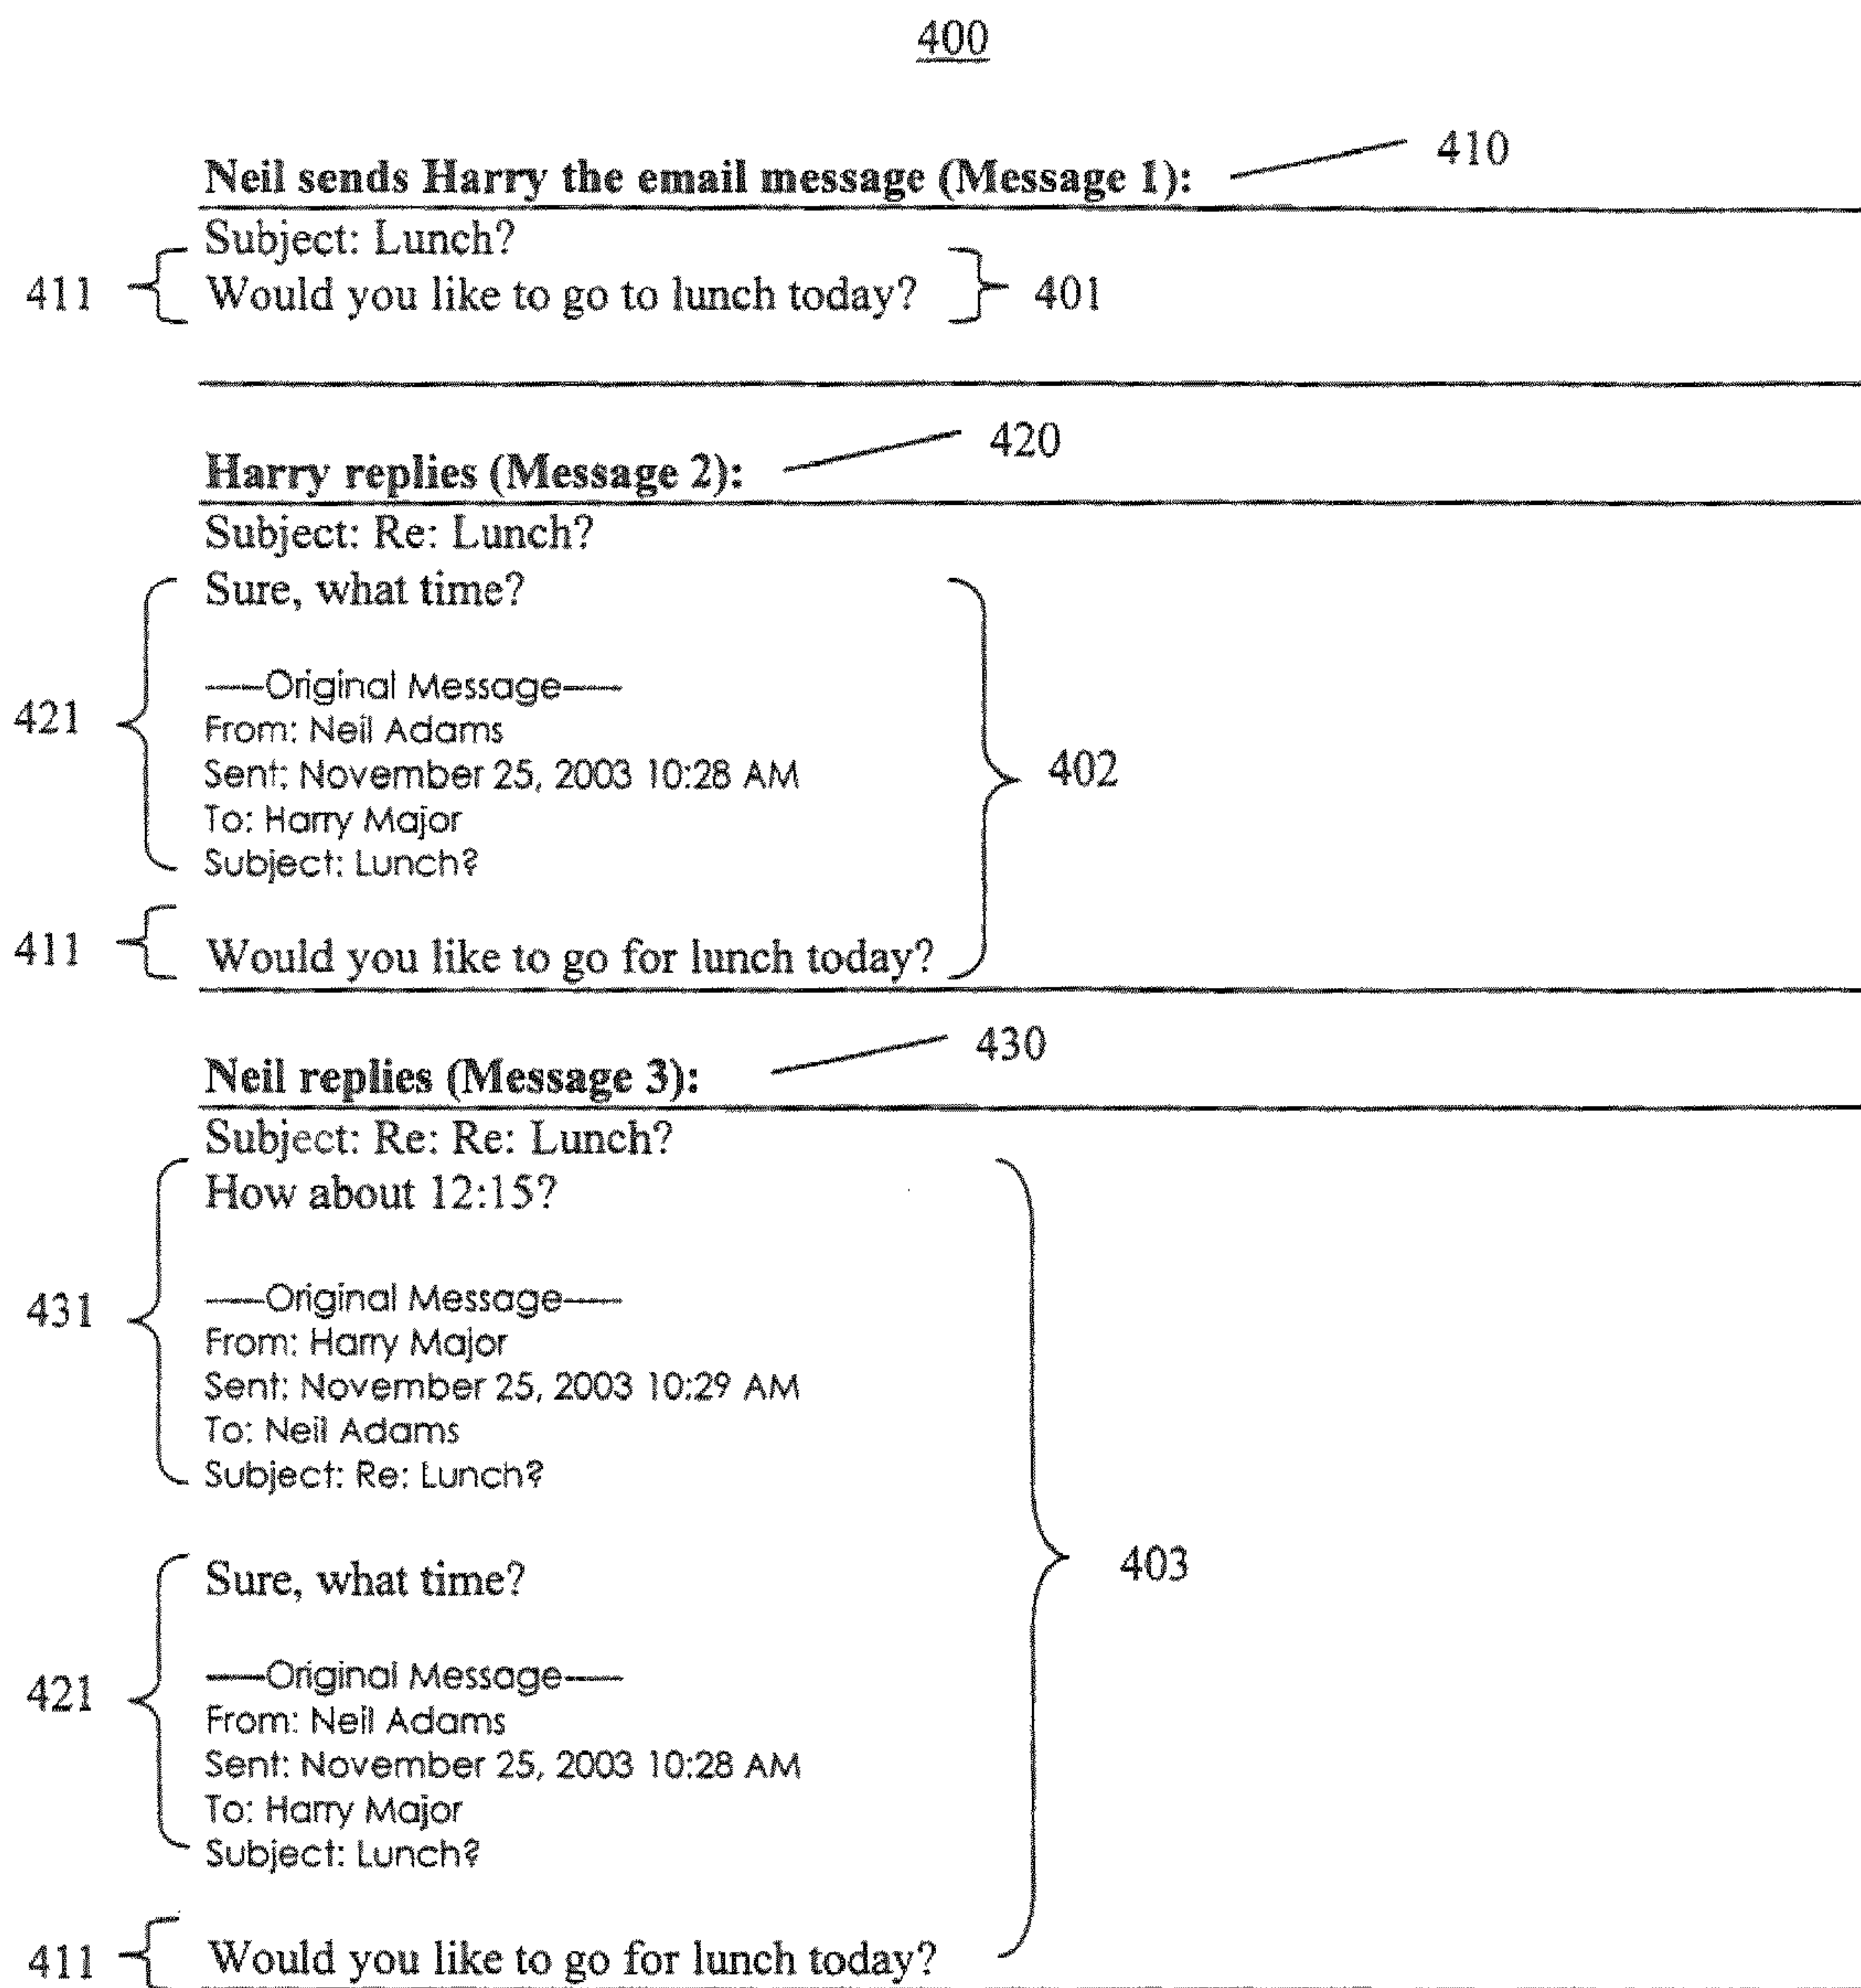 400
Neil sends Harry the email message (Message 1): 410
Subject: Lunch?
411 Would you like to go to lunch today? 401
Harry replies (Message 2): 420
Subject: Re: Lunch?
Sure, what time?
——Original Message——
421 From: Neil Adams
Sent: November 25, 2003 10:28 AM 402
To: Harry Major
Subject: Lunch?
411 Would you like to go for lunch today?
Neil replies (Message 3): 430
Subject: Re: Re: Lunch?
How about 12:15?
431 ——Original Message——
From: Harry Major
Sent: November 25, 2003 10:29 AM
To: Neil Adams
Subject: Re: Lunch?
Sure, what time? 403
421 ——Original Message——
From: Neil Adams
Sent: November 25, 2003 10:28 AM
To: Harry Major
Subject: Lunch?
411 Would you like to go for lunch today?